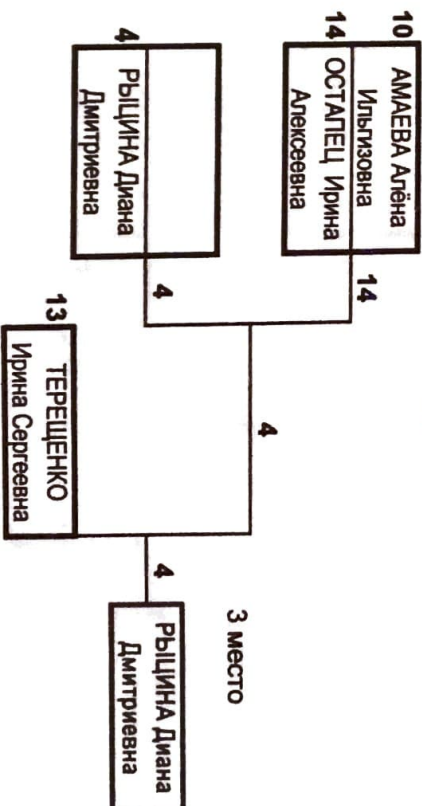 10
АМАЕВА Алёна
Ильгизовна
14
ОСТАПЕЦ Ирина
Алексеевна
14
4
РЫЦИНА Диана
Дмитриевна
4
4
13
ТЕРЕЩЕНКО
Ирина Сергеевна
4
3 место
РЫЦИНА Диана
Дмитриевна